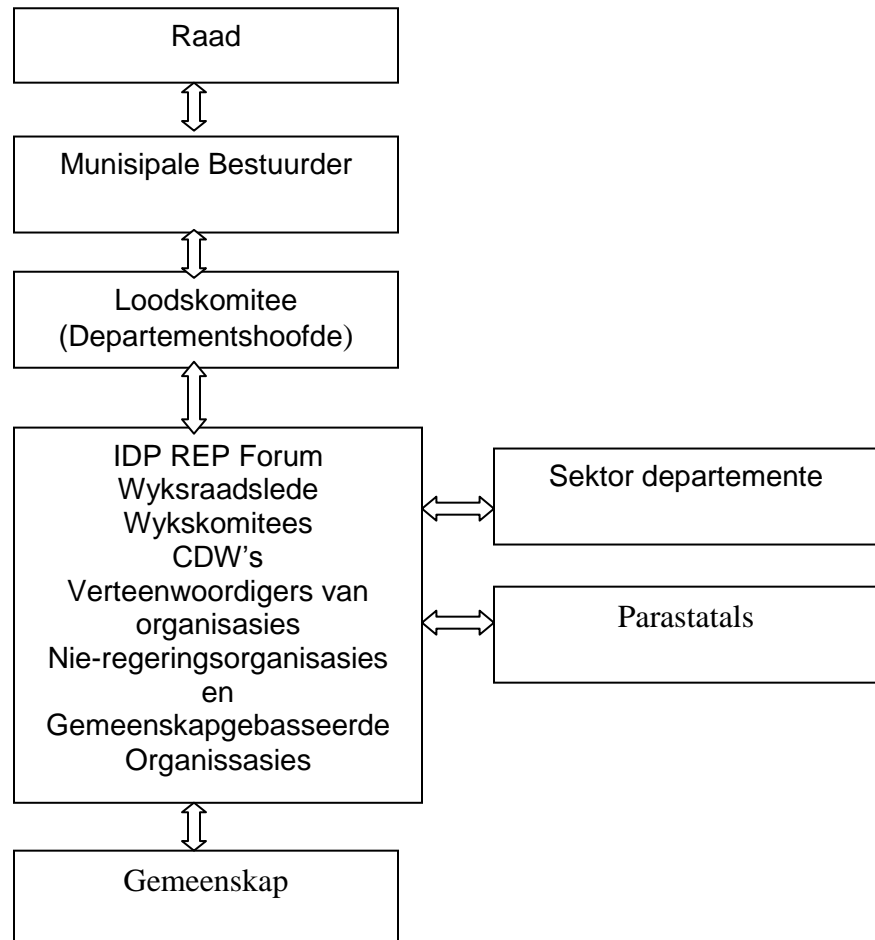 Raad
Munisipale Bestuurder
Loodskomitee
(Departementshoofde)
IDP REP Forum
Wyksraadslede
Wykskomitees
CDW's
Verteenwoordigers van
organisasies
Nie-regeringsorganisasies
en
Gemeenskapgebasseerde
Organissasies
Sektor departemente
Parastatals
Gemeenskap